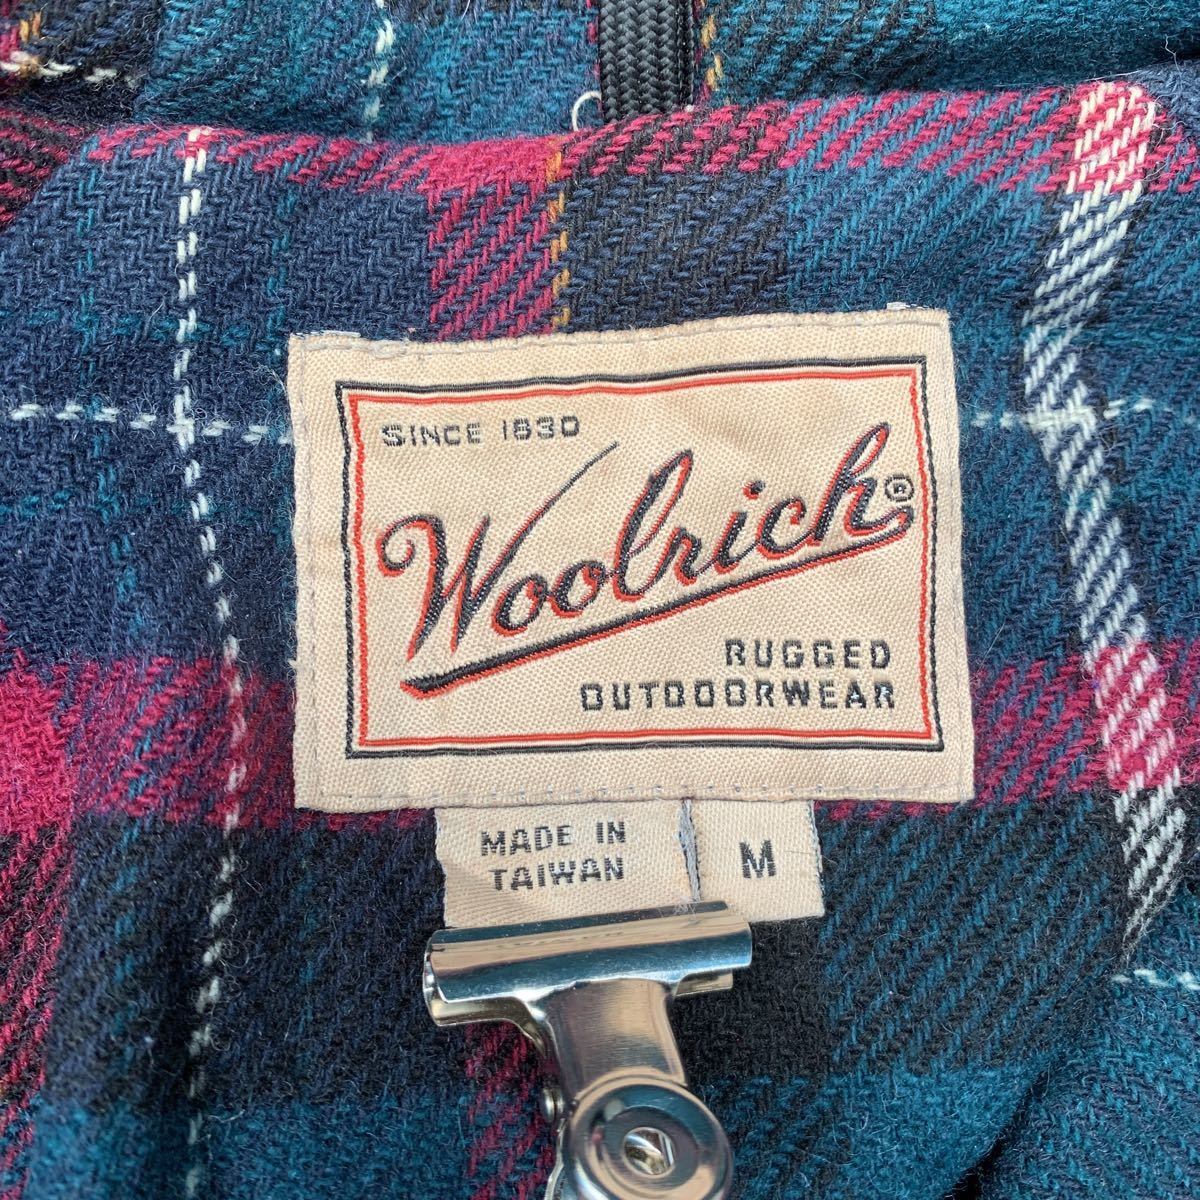 SINCE 1830
Woolrich®
RUGGED
OUTDOORWEAR
MADE IN
TAIWAN
M